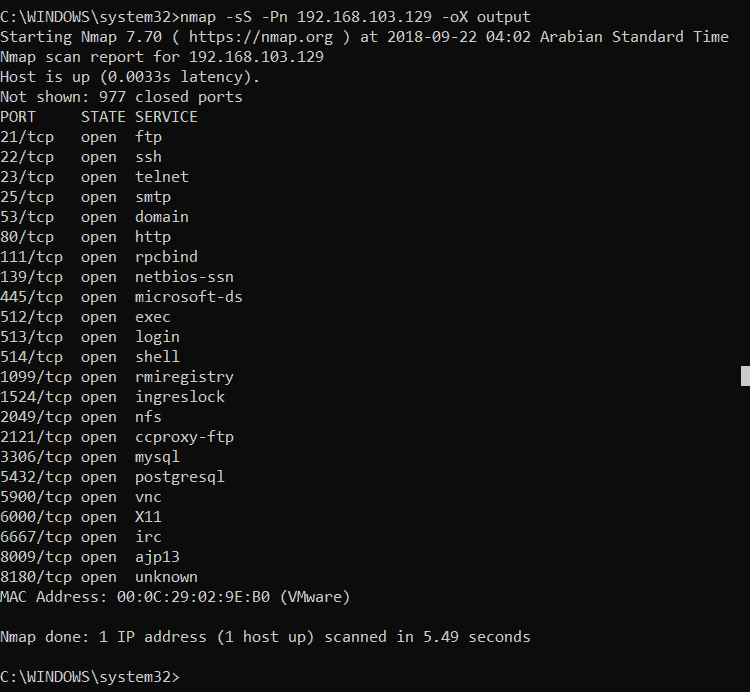 C:\WINDOWS\system32>nmap -sS -Pn 192.168.103.129 -oX output
Starting Nmap 7.70 ( https://nmap.org ) at 2018-09-22 04:02 Arabian Standard Time
Nmap scan report for 192.168.103.129
Host is up (0.0033s latency).
Not shown: 977 closed ports
PORT     STATE SERVICE
21/tcp   open  ftp
22/tcp   open  ssh
23/tcp   open  telnet
25/tcp   open  smtp
53/tcp   open  domain
80/tcp   open  http
111/tcp  open  rpcbind
139/tcp  open  netbios-ssn
445/tcp  open  microsoft-ds
512/tcp  open  exec
513/tcp  open  login
514/tcp  open  shell
1099/tcp open  rmiregistry
1524/tcp open  ingreslock
2049/tcp open  nfs
2121/tcp open  ccproxy-ftp
3306/tcp open  mysql
5432/tcp open  postgresql
5900/tcp open  vnc
6000/tcp open  X11
6667/tcp open  irc
8009/tcp open  ajp13
8180/tcp open  unknown
MAC Address: 00:0C:29:02:9E:B0 (VMware)
Nmap done: 1 IP address (1 host up) scanned in 5.49 seconds
C:\WINDOWS\system32>